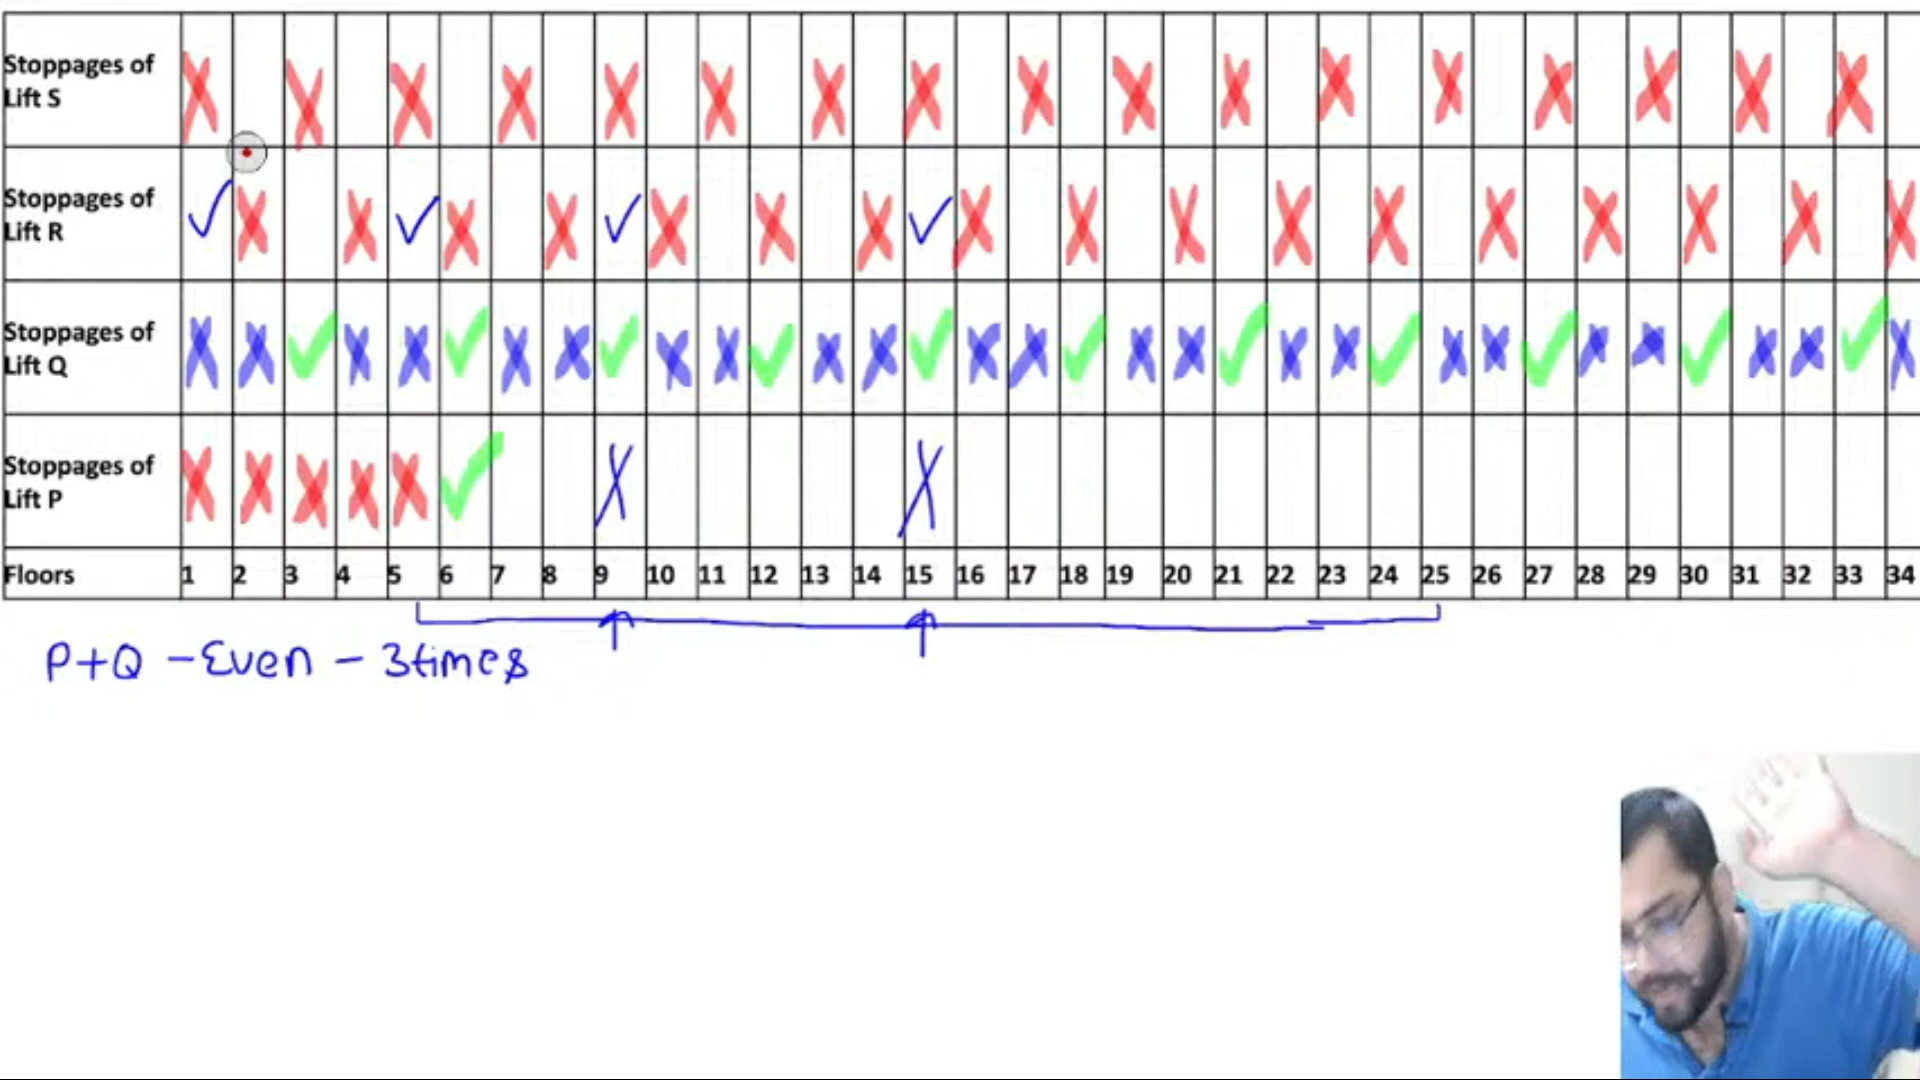 Stoppages of
Lift S
Stoppages of
Lift R
Stoppages of
Lift Q
Stoppages of
Lift P
Floors 1 2 3 4 5 6 7 8 9 10 11 12 13 14 15 16 17 18 19 20 21 22 23 24 25 26 27 28 29 30 31 32 33 34
P+Q - Even - 3times